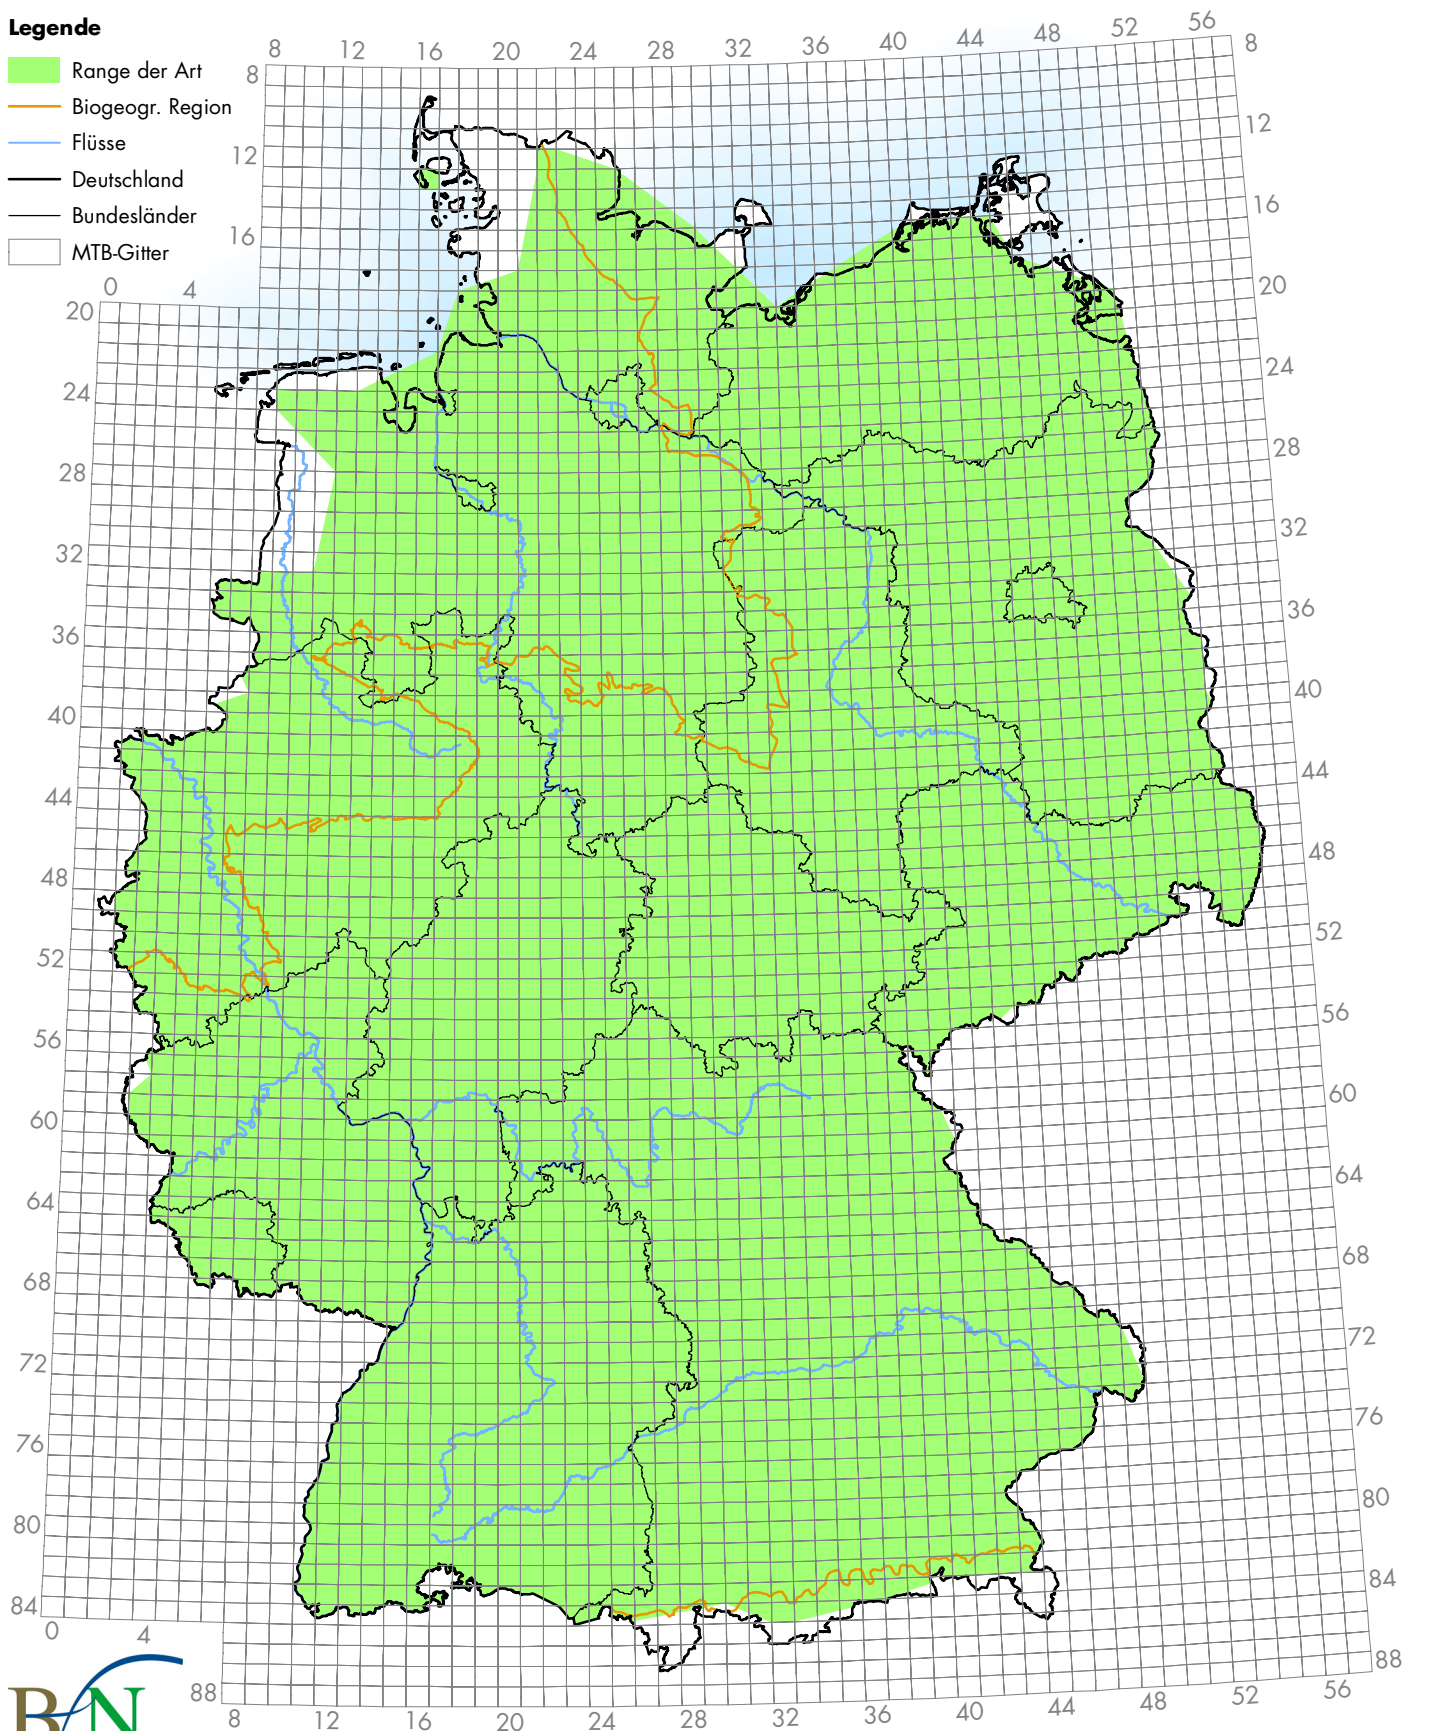 Legende
Range der Art
Biogeogr. Region
Flüsse
Deutschland
Bundesländer
MTB-Gitter
8 12 16 20 24 28 32 36 40 44 48 52 56
8 8
12 12
16 16
0 4
20 20
24 24
28 28
32 32
36 36
40 40
44 44
48 48
52 52
56 56
60 60
64 64
68 68
72 72
76 76
80 80
84 84
0 4
88 88
8 12 16 20 24 28 32 36 40 44 48 52 56
BfN